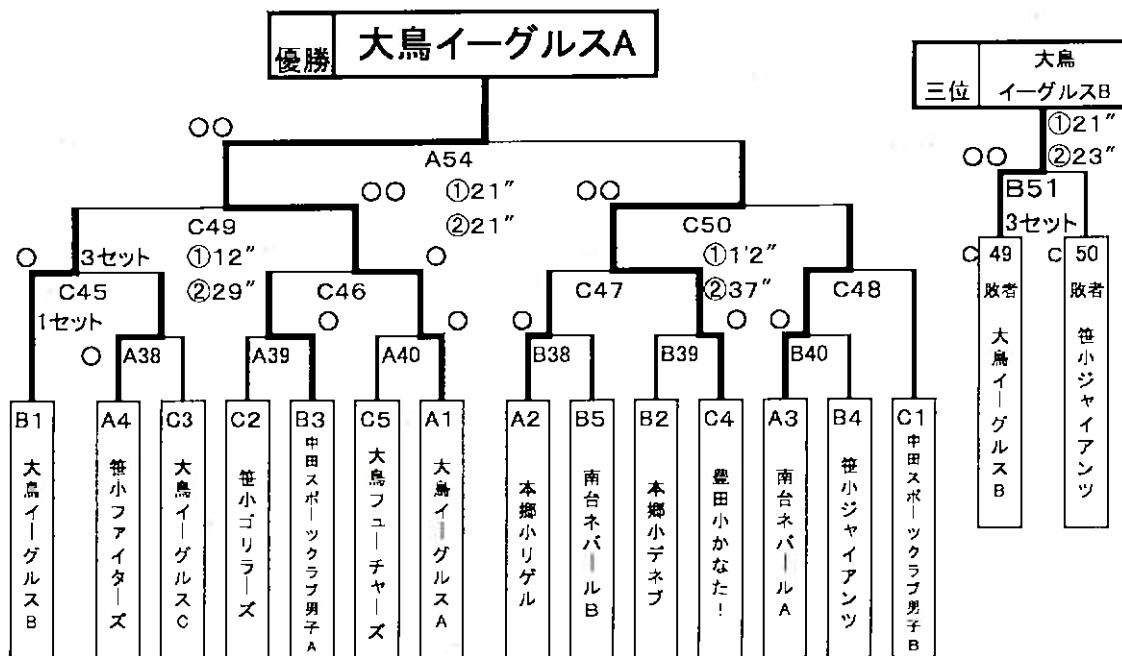 優勝 大鳥イーグルスA
大鳥
三位 イーグルスB
①21″
②23″
○○
○○
A54
①21″
②21″
○○
○○
B51
3セット
C49
①12″
②29″
C50
①1′2″
②37″
○
3セット
○
C 49 敗者 大鳥イーグルスB
C 50 敗者 笹小ジャイアンツ
C45
1セット
C46
C47
C48
○
○
○
○
○
○
A38
A39
A40
B38
B39
B40
B1 大鳥イーグルスB
A4 笹小ファイターズ
C3 大鳥イーグルスC
C2 笹小ゴリラーズ
B3 中田スポーツクラブ男子A
C5 大鳥フューチャーズ
A1 大鳥イーグルスA
A2 本郷小リゲル
B5 南台ネバールB
B2 本郷小デネブ
C4 豊田小かなた！
A3 南台ネバールA
B4 笹小ジャイアンツ
C1 中田スポーツクラブ男子B